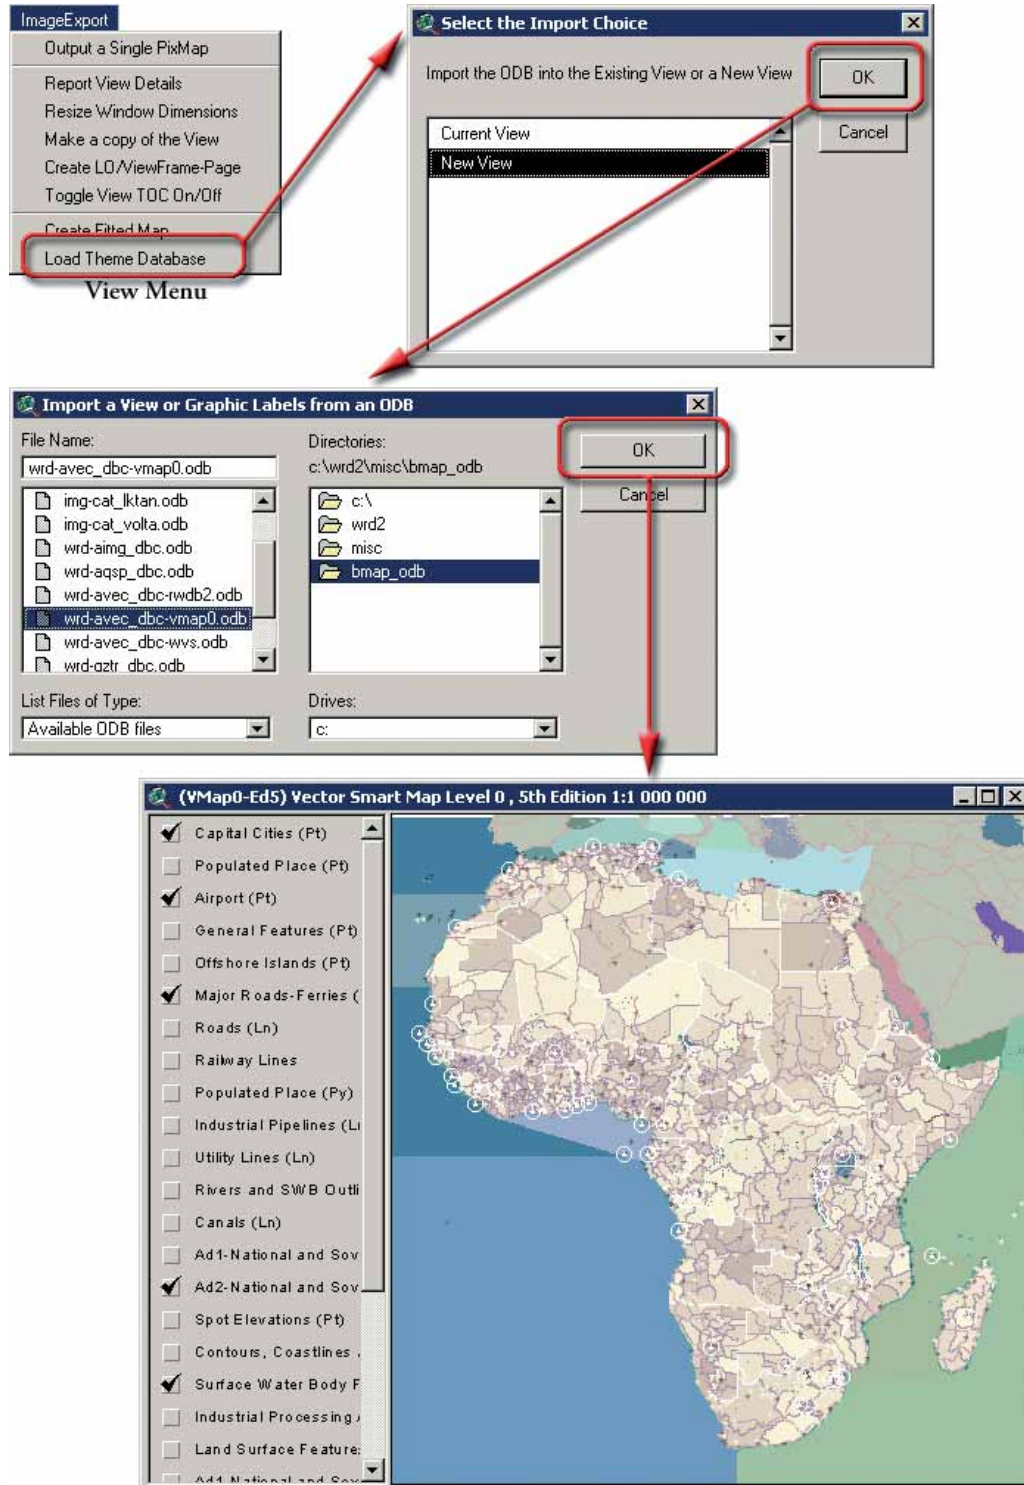 ImageExport
Output a Single PixMap
Report View Details
Resize Window Dimensions
Make a copy of the View
Create LO/ViewFrame-Page
Toggle View TOC On/Off
Create Fitted Map
Load Theme Database
View Menu
Select the Import Choice
Import the ODB into the Existing View or a New View
Current View
New View
OK
Cancel
Import a View or Graphic Labels from an ODB
File Name:
wrd-avec_dbc-vmap0.odb
img-cat_lktan.odb
img-cat_volta.odb
wrd-aimg_dbc.odb
wrd-aqsp_dbc.odb
wrd-avec_dbc-rwdb2.odb
wrd-avec_dbc-vmap0.odb
wrd-avec_dbc-wvs.odb
wrd-gztr_dbc.odb
List Files of Type:
Available ODB files
Directories:
c:\wrd2\misc\bmap_odb
c:\
wrd2
misc
bmap_odb
Drives:
c:
OK
Cancel
(VMap0-Ed5) Vector Smart Map Level 0 , 5th Edition 1:1 000 000
Capital Cities (Pt)
Populated Place (Pt)
Airport (Pt)
General Features (Pt)
Offshore Islands (Pt)
Major Roads-Ferries (
Roads (Ln)
Railway Lines
Populated Place (Py)
Industrial Pipelines (Ln
Utility Lines (Ln)
Rivers and SWB Outli
Canals (Ln)
Ad1-National and Sov
Ad2-National and Sov
Spot Elevations (Pt)
Contours, Coastlines
Surface Water Body F
Industrial Processing
Land Surface Feature
Ad1-National and Sov